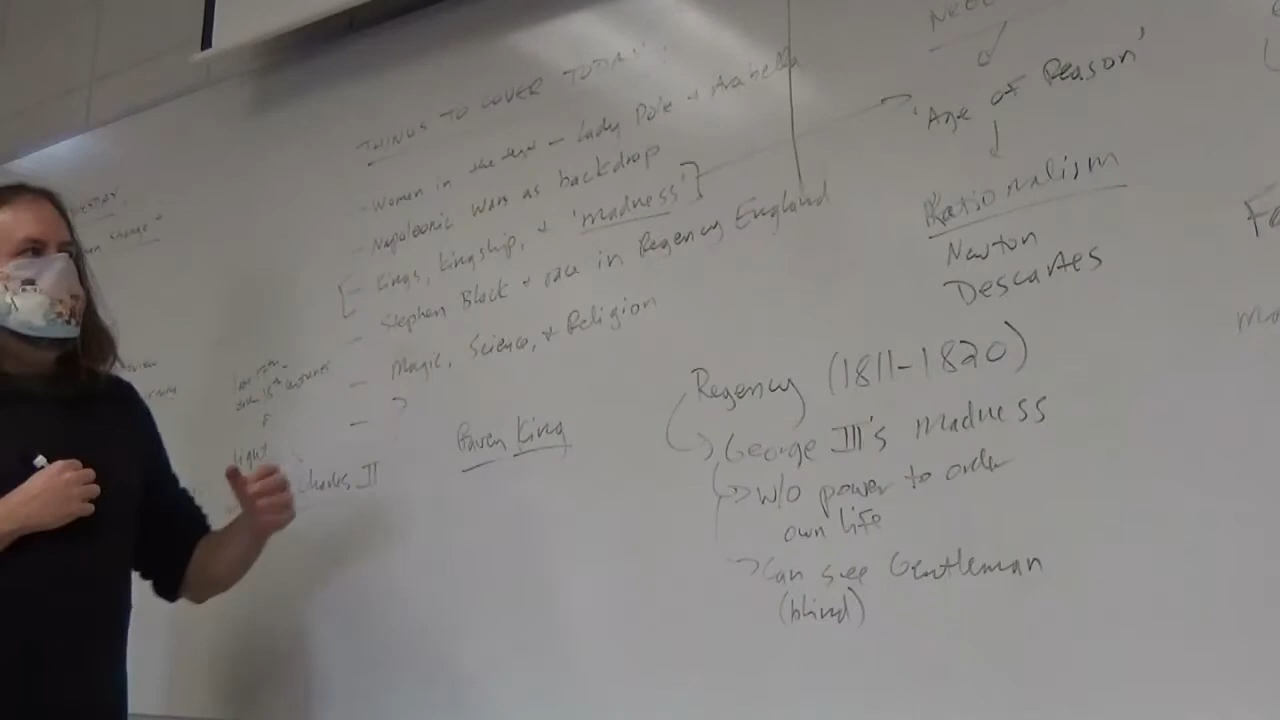 THINGS TO COVER TODAY:
- Women in the text - Lady Pole + Arabella
- Napoleonic Wars as backdrop
- Kings, Kingship, + 'madness'
- Stephen Black + race in Regency England
- Magic, Science, + Religion
- ?
Raven King
Charles II
light
'Age of Reason'
Rationalism
Newton
Descartes
Regency (1811-1820)
George III's Madness
w/o power to order
own life
Can see Gentleman
(blind)